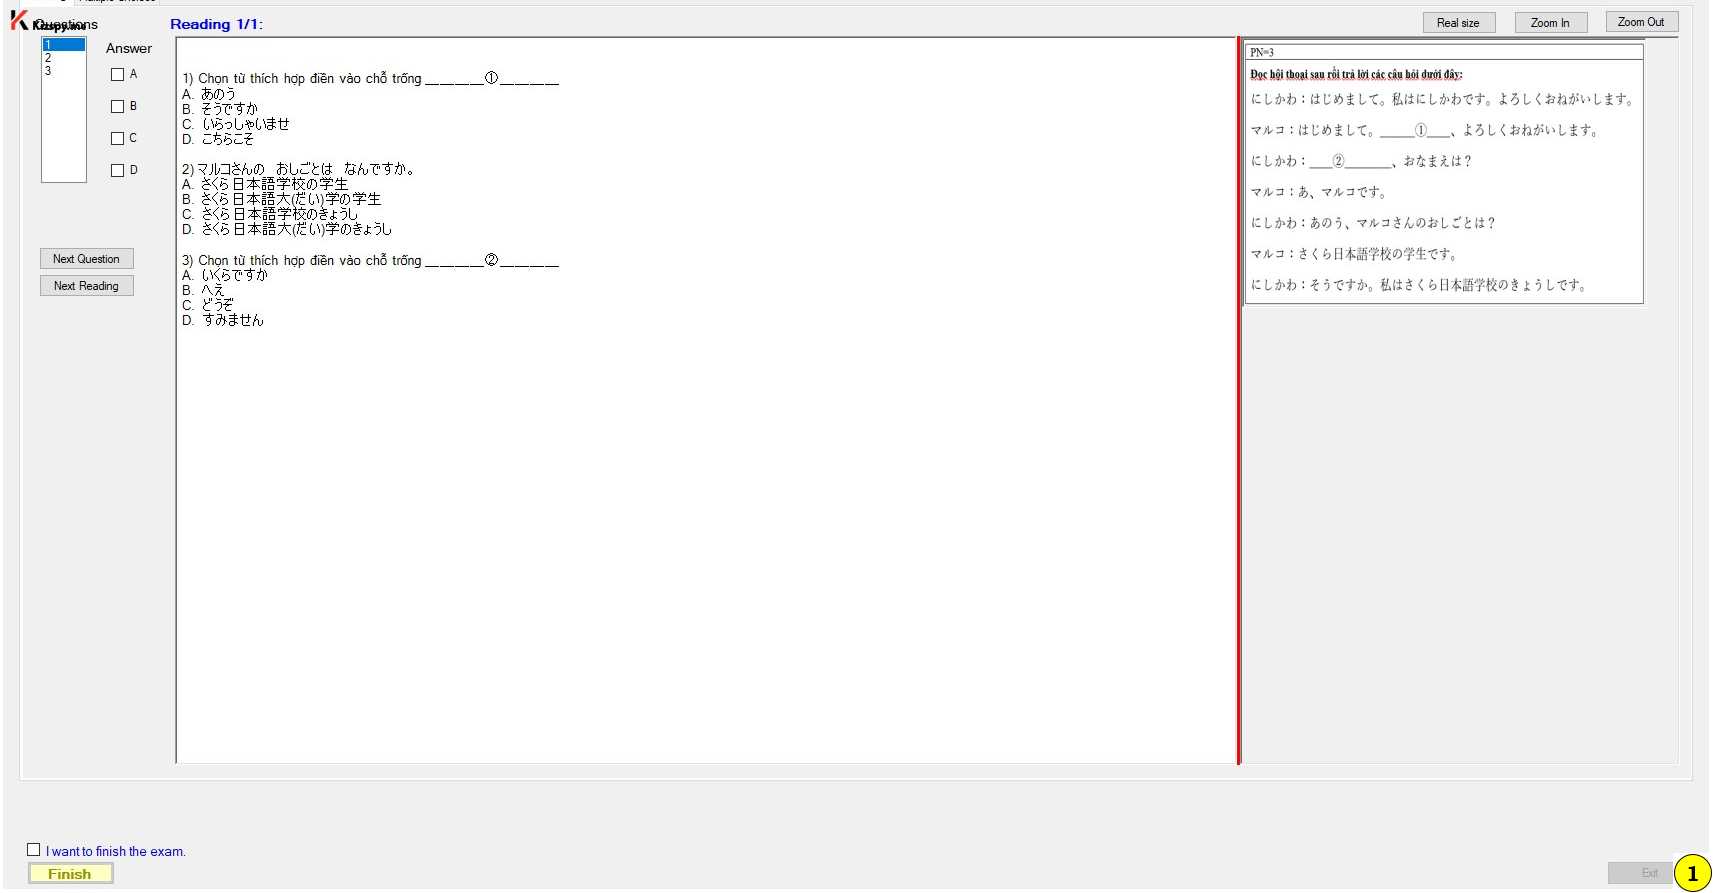 Questions
Kizspy.me
Reading 1/1:
Real size
Zoom In
Zoom Out
1
2
3
Answer
A
B
C
D
Next Question
Next Reading
1) Chọn từ thích hợp điền vào chỗ trống ________①________
A. あのう
B. そうですか
C. いらっしゃいませ
D. こちらこそ
2) マルコさんの おしごとは なんですか。
A. さくら日本語学校の学生
B. さくら日本語大(だい)学の学生
C. さくら日本語学校のきょうし
D. さくら日本語大(だい)学のきょうし
3) Chọn từ thích hợp điền vào chỗ trống ________②________
A. いくらですか
B. へえ
C. どうぞ
D. すみません
PN=3
Đọc hội thoại sau rồi trả lời các câu hỏi dưới đây:
にしかわ：はじめまして。私はにしかわです。よろしくおねがいします。
マルコ：はじめまして。______①____、よろしくおねがいします。
にしかわ：____②________、おなまえは？
マルコ：あ、マルコです。
にしかわ：あのう、マルコさんのおしごとは？
マルコ：さくら日本語学校の学生です。
にしかわ：そうですか。私はさくら日本語学校のきょうしです。
I want to finish the exam.
Finish
Exit
1